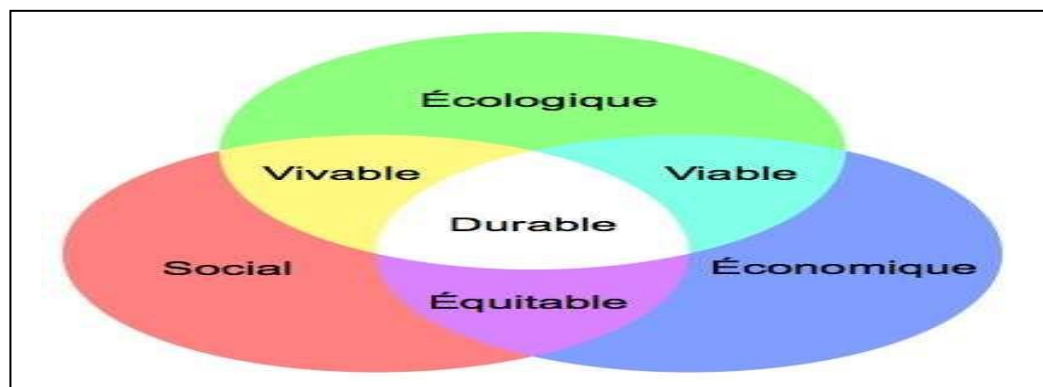 Écologique
Vivable
Viable
Durable
Social
Économique
Équitable